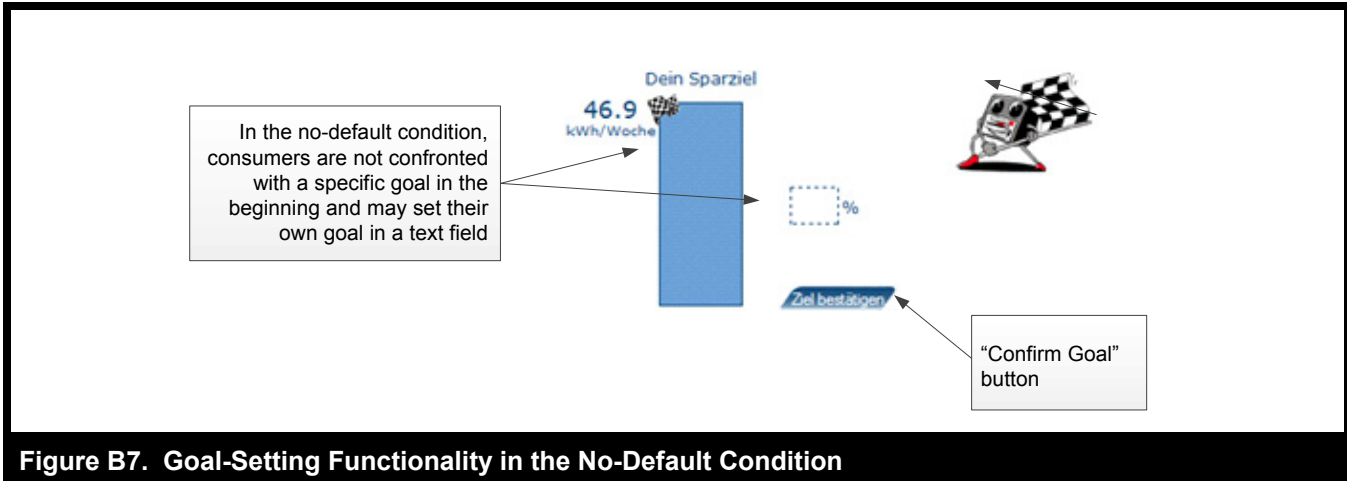 Dein Sparziel
46.9
kWh/Woche
In the no-default condition,
consumers are not confronted
with a specific goal in the
beginning and may set their
own goal in a text field
%
Ziel bestätigen
“Confirm Goal”
button
Figure B7. Goal-Setting Functionality in the No-Default Condition